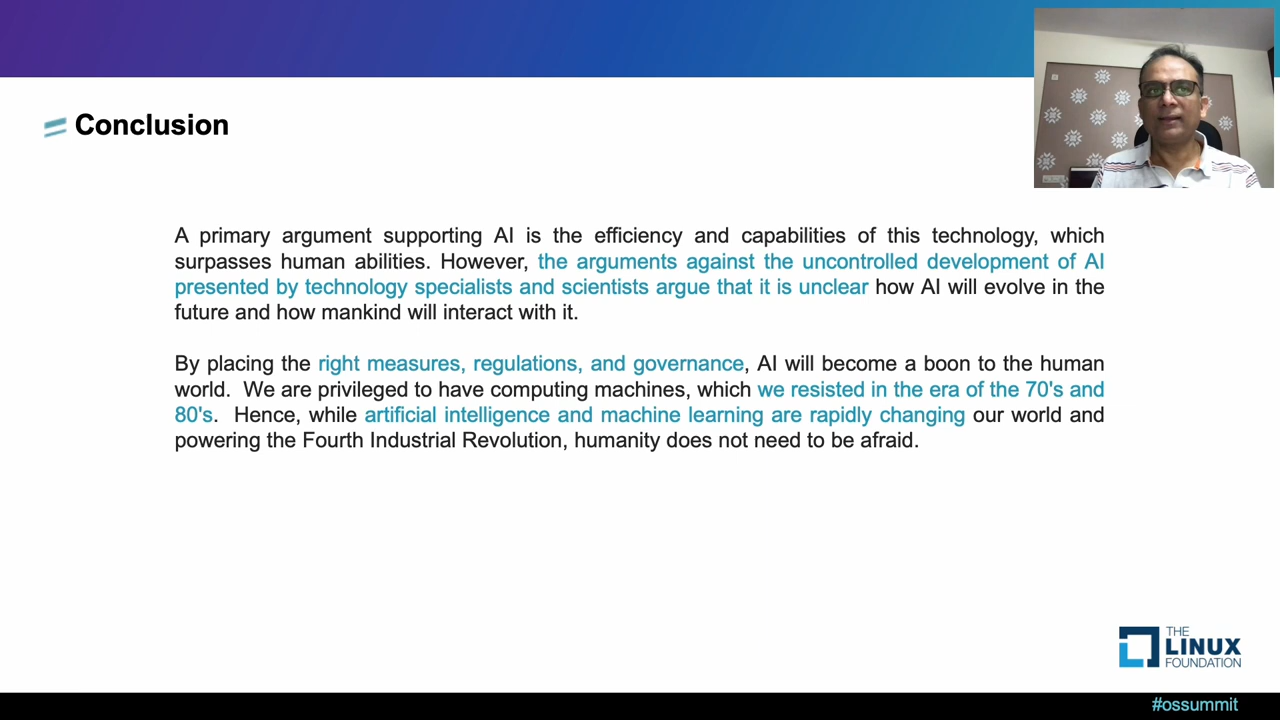 Conclusion
A primary argument supporting AI is the efficiency and capabilities of this technology, which
surpasses human abilities. However, the arguments against the uncontrolled development of AI
presented by technology specialists and scientists argue that it is unclear how AI will evolve in the
future and how mankind will interact with it.
By placing the right measures, regulations, and governance, AI will become a boon to the human
world.  We are privileged to have computing machines, which we resisted in the era of the 70's and
80's.  Hence, while artificial intelligence and machine learning are rapidly changing our world and
powering the Fourth Industrial Revolution, humanity does not need to be afraid.
THE
LINUX
FOUNDATION
#ossummit